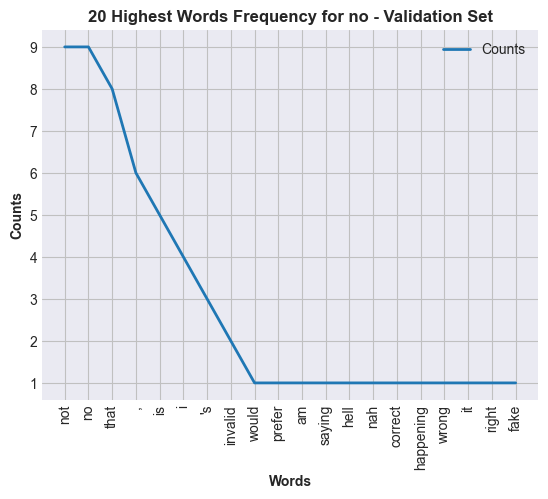 20 Highest Words Frequency for no - Validation Set
Counts
9
8
7
6
5
4
3
2
1
Counts
not
no
that
,
is
i
's
invalid
would
prefer
am
saying
hell
nah
correct
happening
wrong
it
right
fake
Words